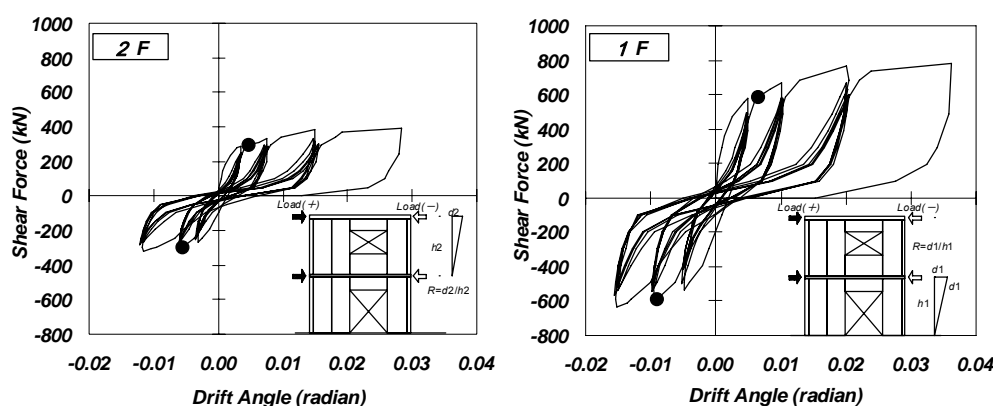 2 F
Shear Force (kN)
1000
800
600
400
200
0
-200
-400
-600
-800
-0.02 -0.01 0.00 0.01 0.02 0.03 0.04
Drift Angle (radian)
Load(+)
Load(−)
d2
h2
R=d2/h2
1 F
Shear Force (kN)
1000
800
600
400
200
0
-200
-400
-600
-800
-0.02 -0.01 0.00 0.01 0.02 0.03 0.04
Drift Angle (radian)
Load(+)
Load(−)
R=d1/h1
d1
h1
d1